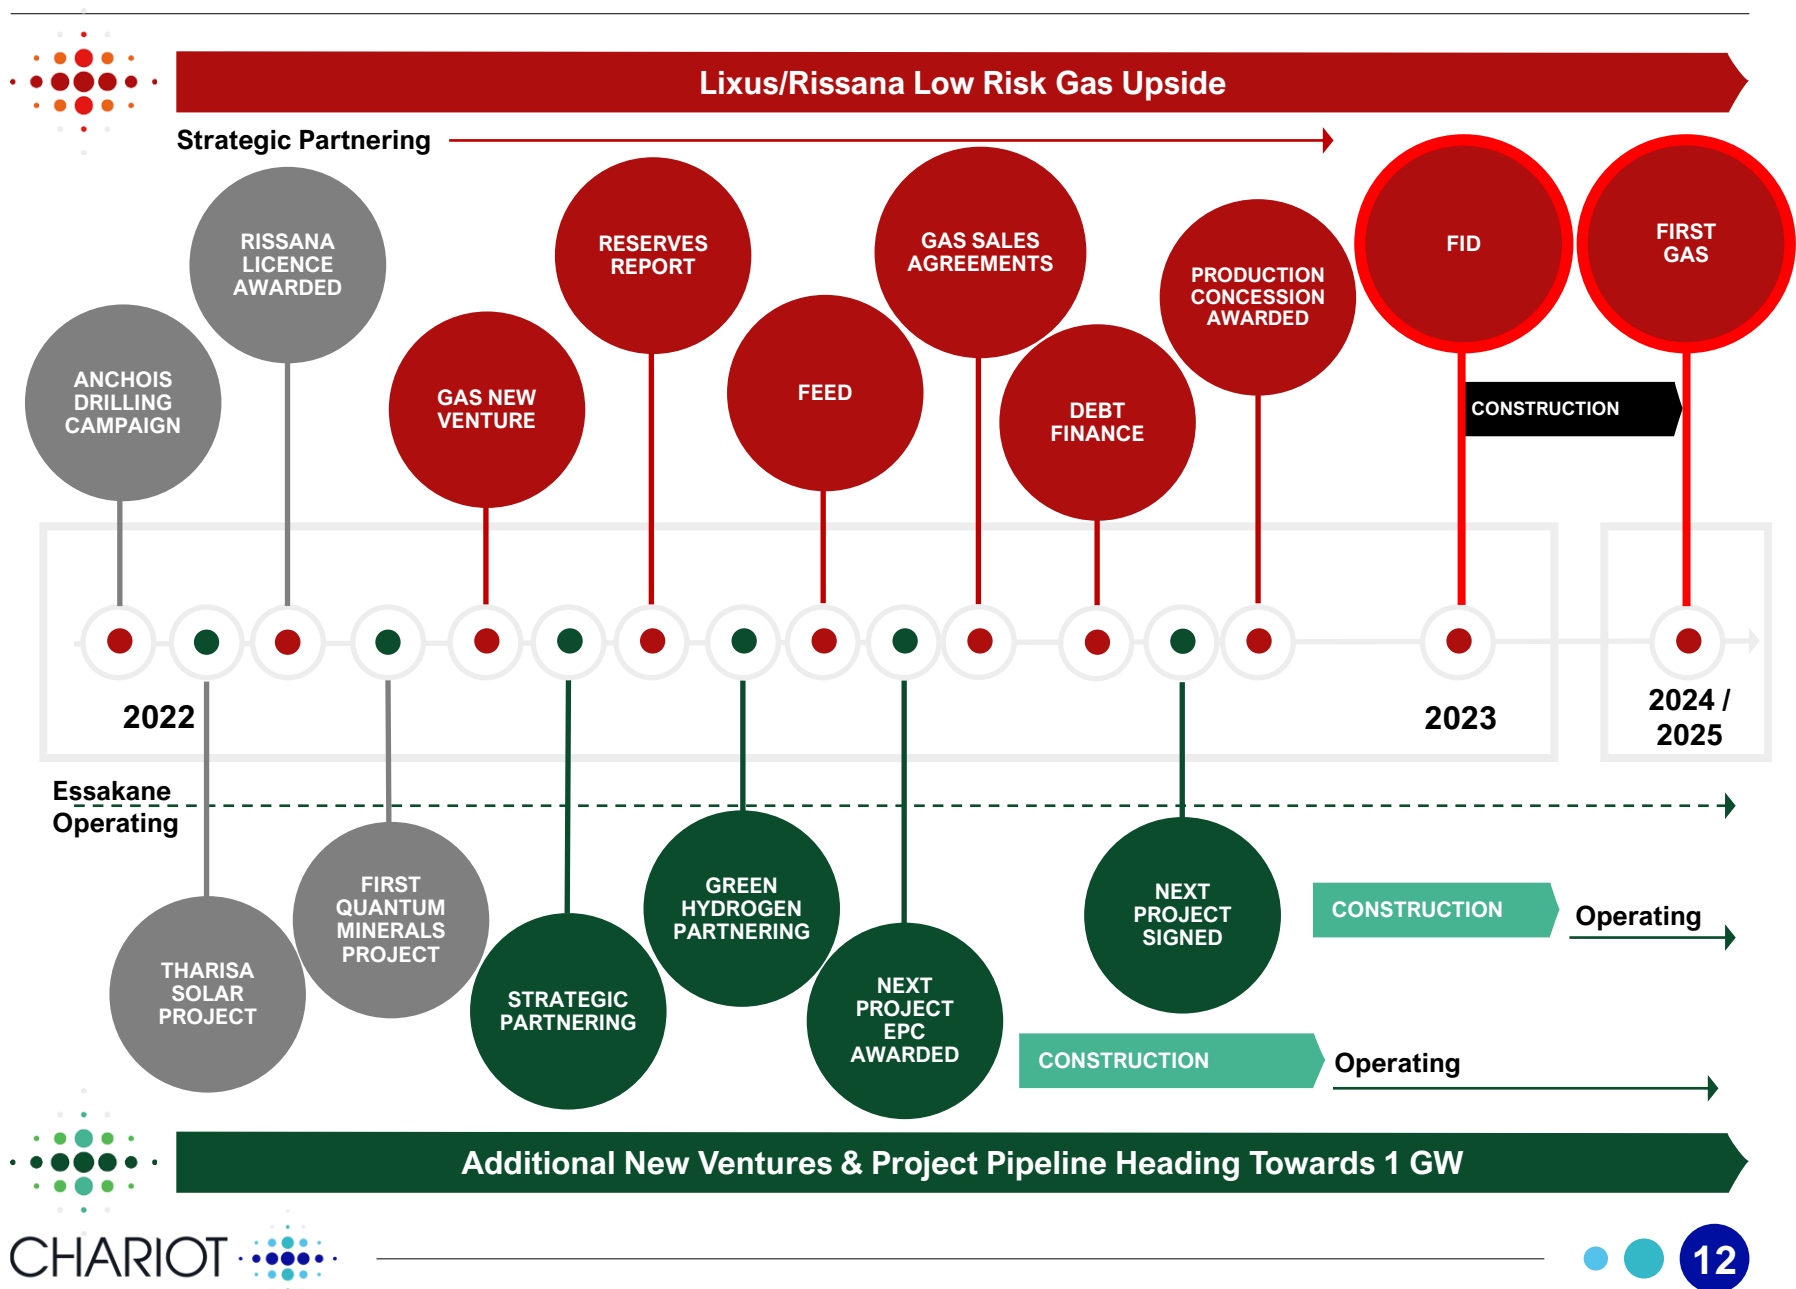 Lixus/Rissana Low Risk Gas Upside
Strategic Partnering
ANCHOIS
DRILLING
CAMPAIGN
RISSANA
LICENCE
AWARDED
GAS NEW
VENTURE
RESERVES
REPORT
FEED
GAS SALES
AGREEMENTS
DEBT
FINANCE
PRODUCTION
CONCESSION
AWARDED
FID
FIRST
GAS
CONSTRUCTION
2022
2023
2024 /
2025
Essakane
Operating
THARISA
SOLAR
PROJECT
FIRST
QUANTUM
MINERALS
PROJECT
STRATEGIC
PARTNERING
GREEN
HYDROGEN
PARTNERING
NEXT
PROJECT
EPC
AWARDED
NEXT
PROJECT
SIGNED
CONSTRUCTION
Operating
CONSTRUCTION
Operating
Additional New Ventures & Project Pipeline Heading Towards 1 GW
CHARIOT
12